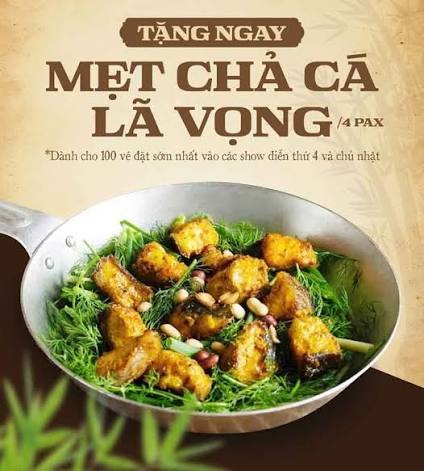 TẶNG NGAY
MẸT CHẢ CÁ
LÃ VỌNG /4 PAX
*Dành cho 100 vé đặt sớm nhất vào các show diễn thứ 4 và chủ nhật